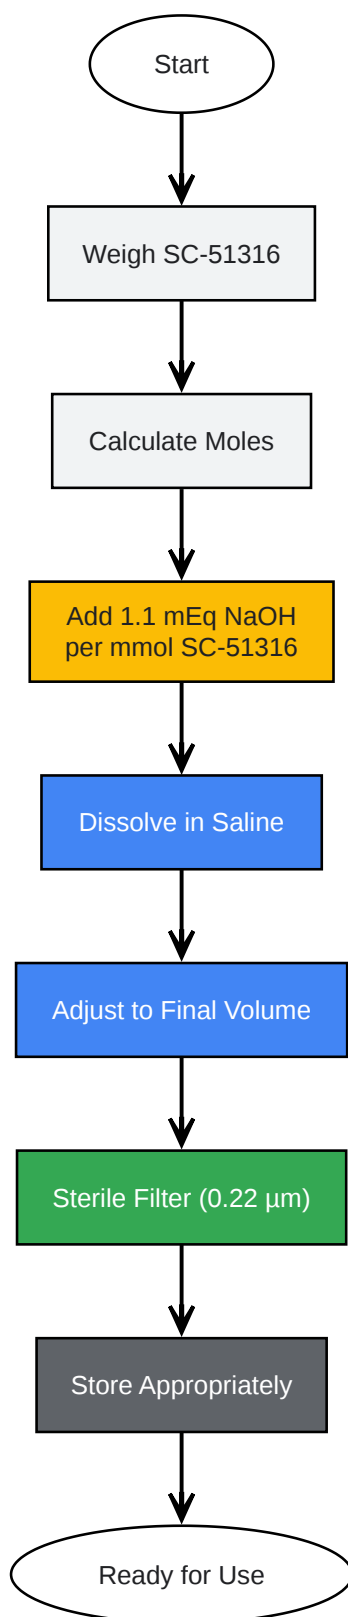 Start
Weigh SC-51316
Calculate Moles
Add 1.1 mEq NaOH
per mmol SC-51316
Dissolve in Saline
Adjust to Final Volume
Sterile Filter (0.22 µm)
Store Appropriately
Ready for Use